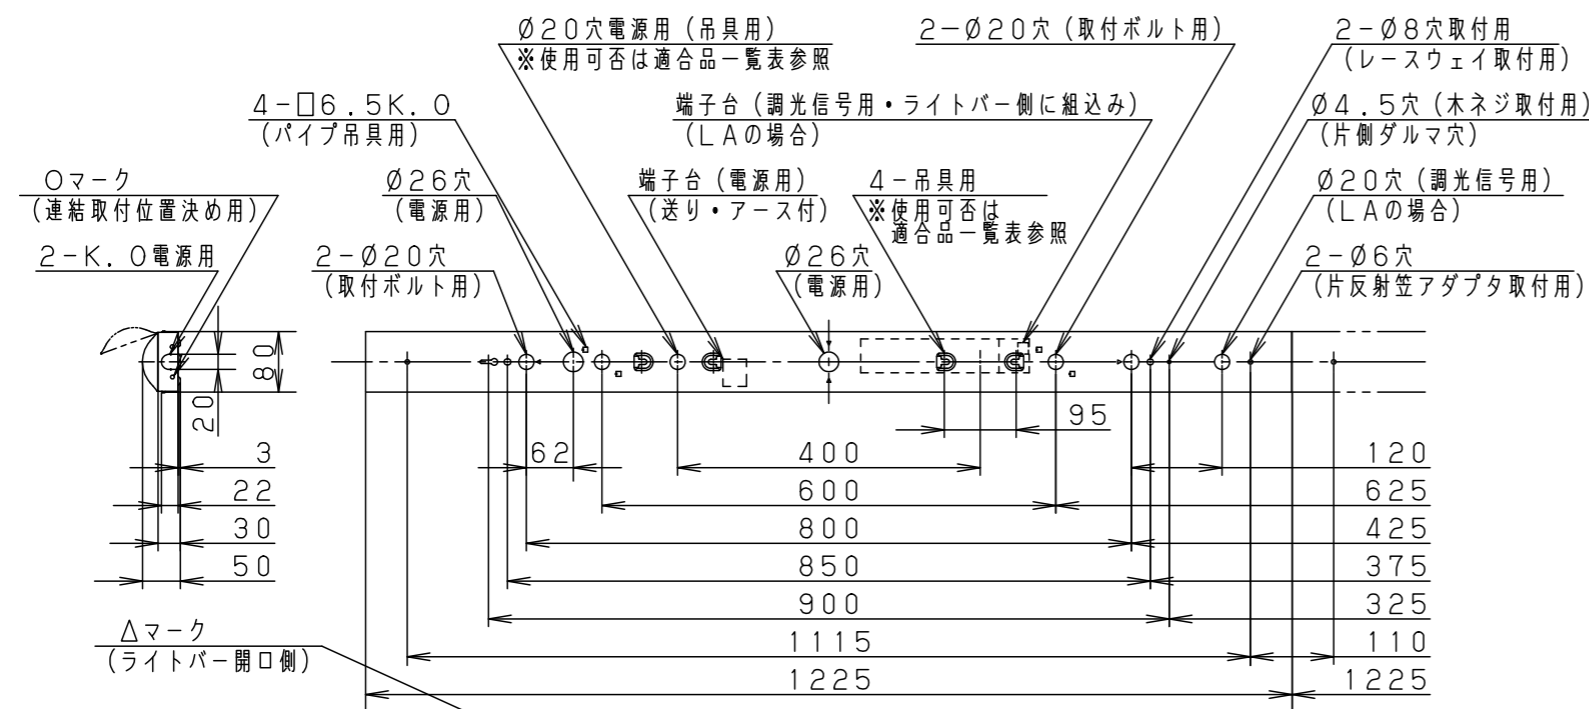 Ø20穴電源用（吊具用）
※使用可否は適合品一覧表参照
2-Ø20穴（取付ボルト用）
2-Ø8穴取付用
（レースウェイ取付用）
4-□6.5K.O
（パイプ吊具用）
端子台（調光信号用・ライトバー側に組込み）
（LAの場合）
Ø4.5穴（木ネジ取付用）
（片側ダルマ穴）
Oマーク
（連結取付位置決め用）
Ø26穴
（電源用）
端子台（電源用）
（送り・アース付）
4-吊具用
※使用可否は
適合品一覧表参照
Ø20穴（調光信号用）
（LAの場合）
2-K.O電源用
2-Ø20穴
（取付ボルト用）
Ø26穴
（電源用）
2-Ø6穴
（片反射笠アダプタ取付用）
80
20
95
3
62
400
120
22
600
625
30
800
425
50
850
375
900
325
△マーク
（ライトバー開口側）
1115
110
1225
1225